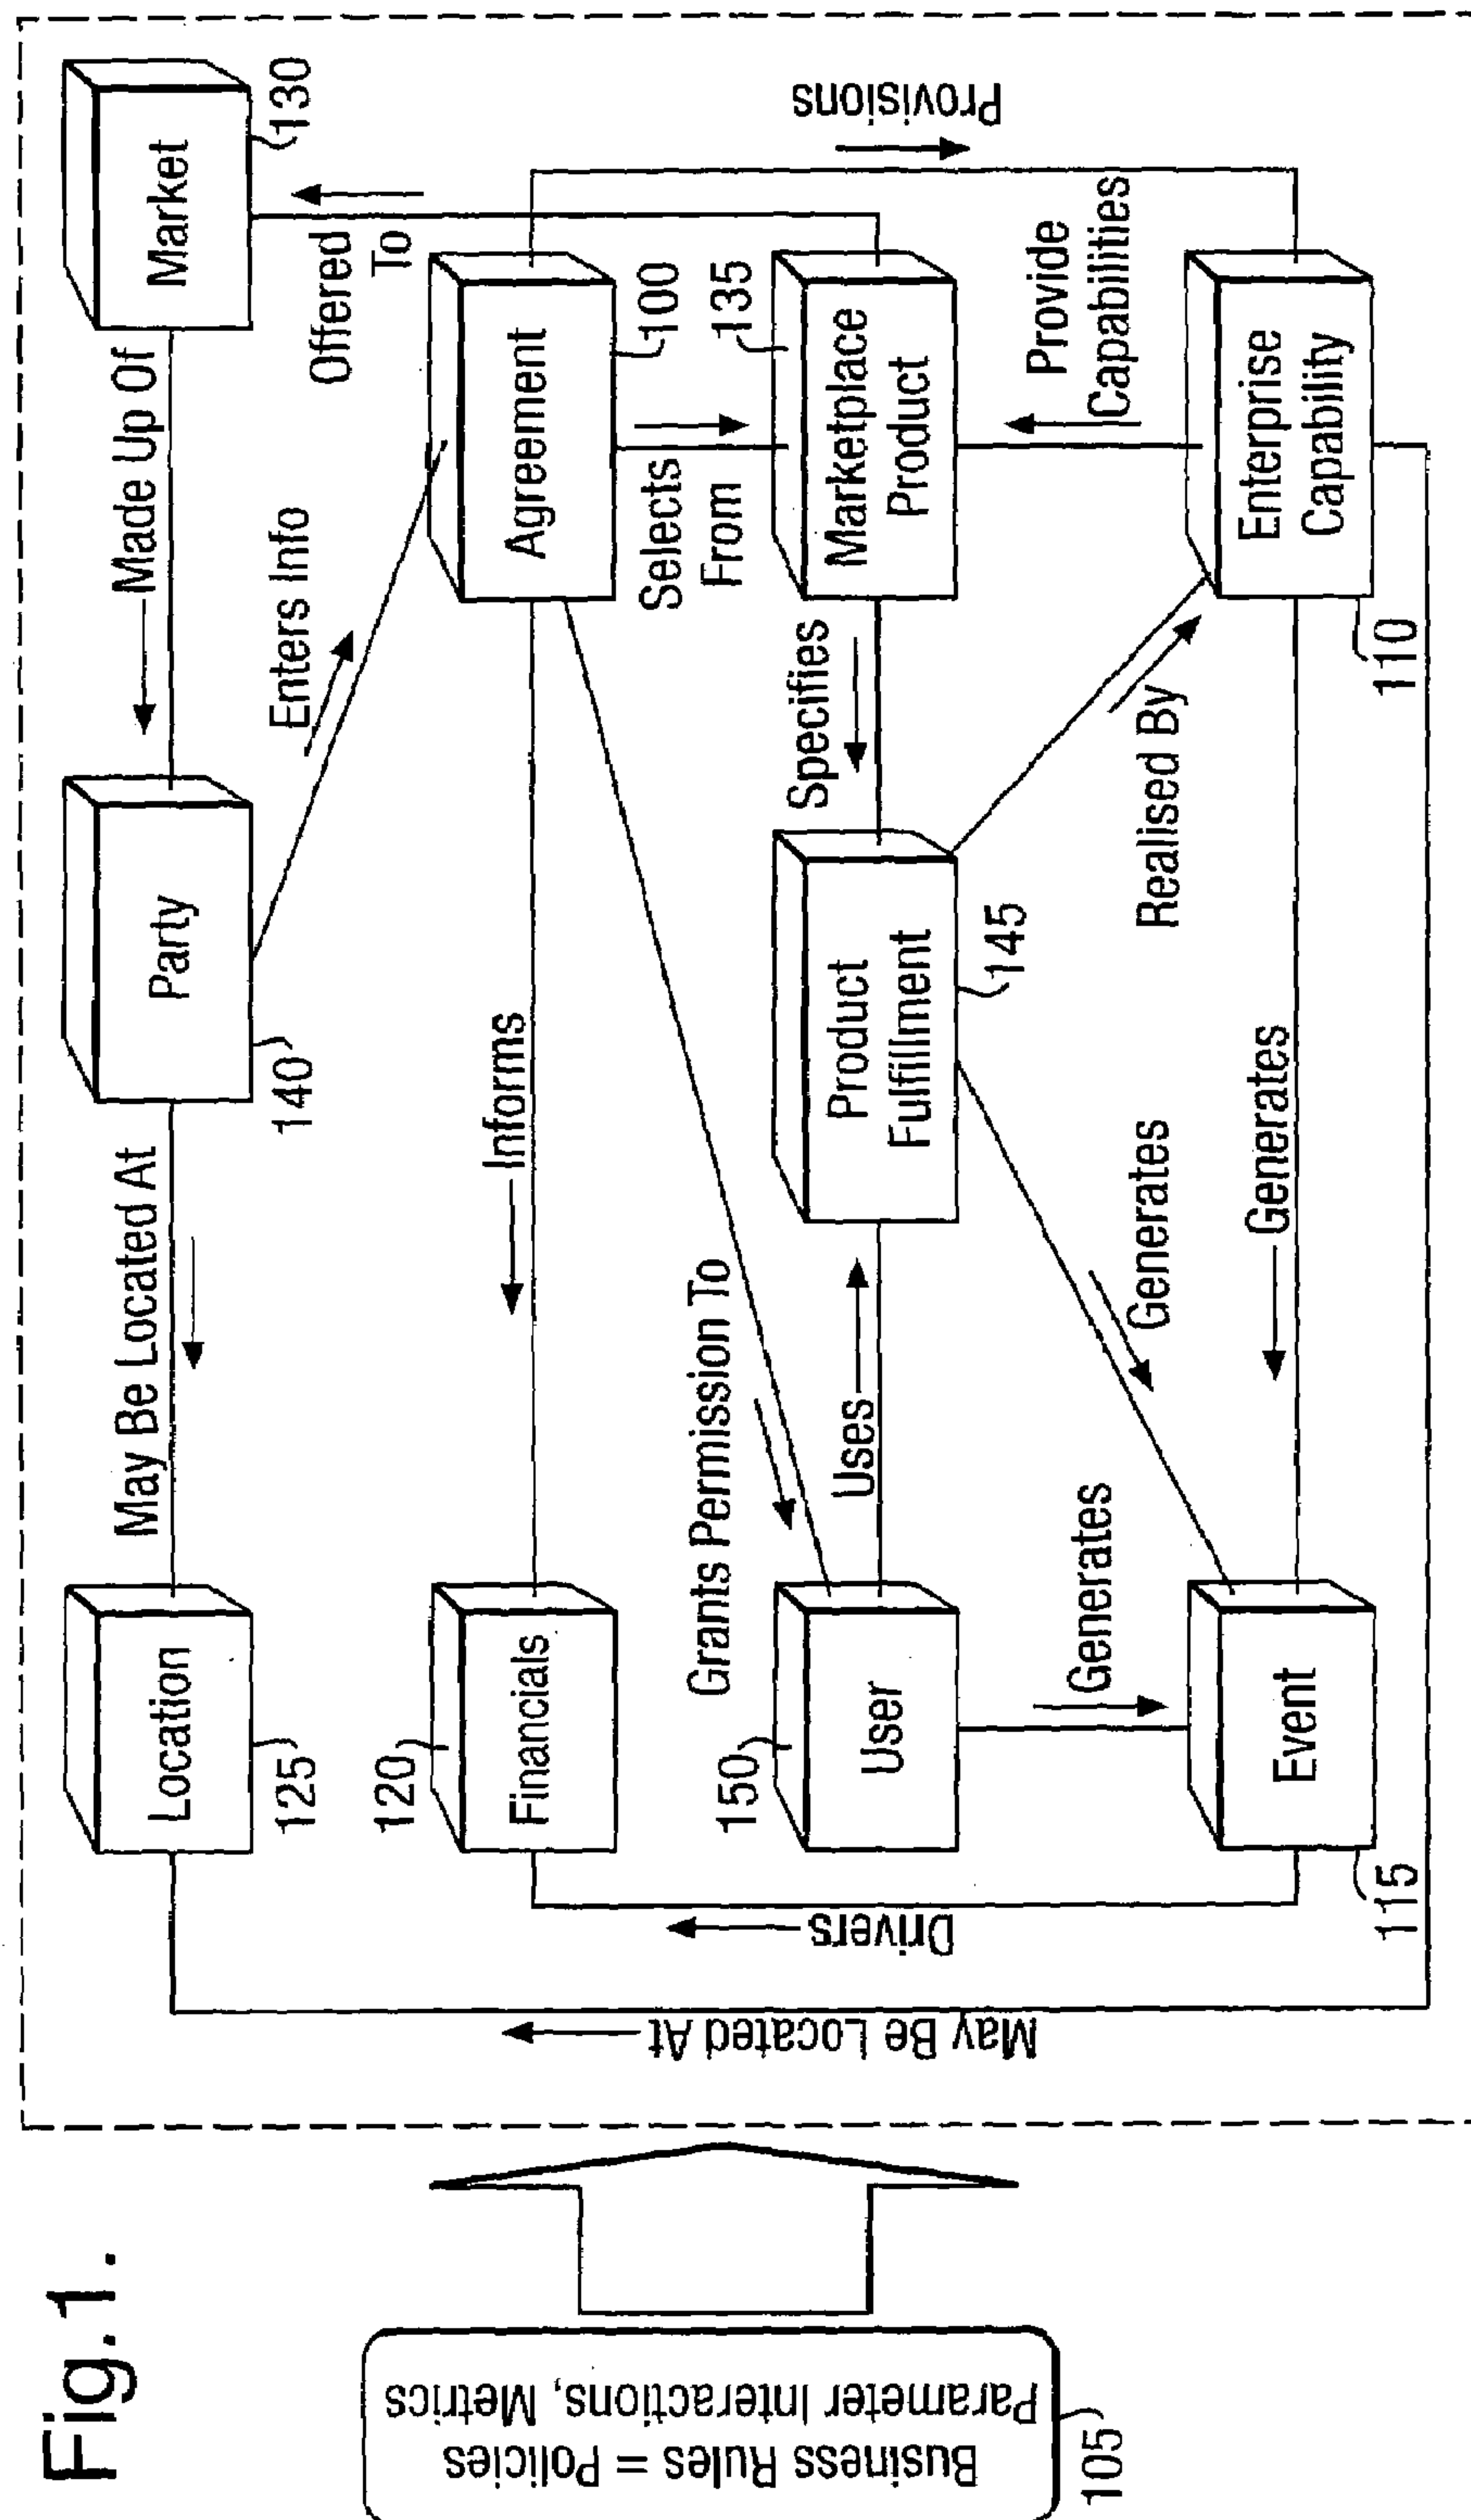 Fig.1.
Business Rules = Policies
Parameter Interactions, Metrics
105
May Be Located At
Drivers
Location
125
May Be Located At
Party
140
Made Up Of
Market
130
Enters Info
Offered
To
120
Financials
Informs
Agreement
100
Selects
From
Provisions
Grants Permission To
150
User
Uses
Product
Fulfillment
145
Specifies
135
Marketplace
Product
Generates
Generates
Realised By
Provide
Capabilities
Event
115
Generates
Enterprise
Capability
110